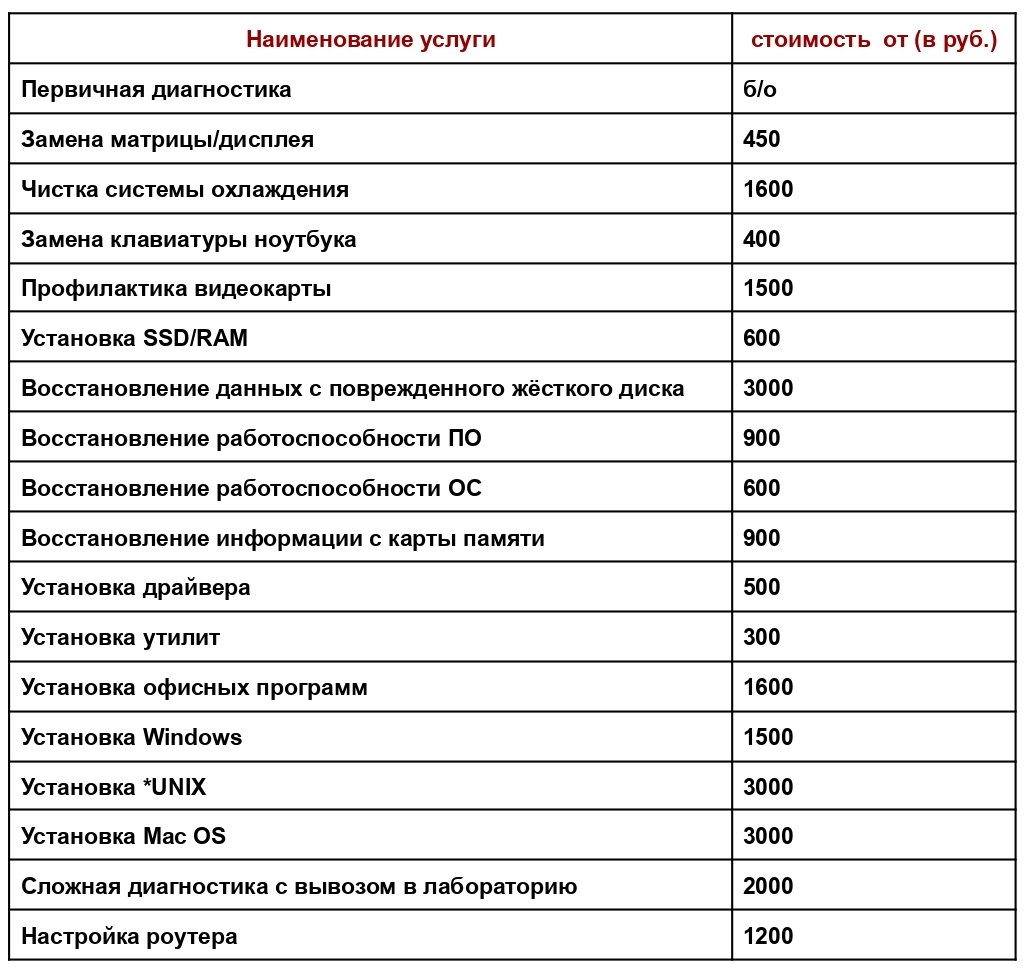 Наименование услуги стоимость от (в руб.)
Первичная диагностика б/о
Замена матрицы/дисплея 450
Чистка системы охлаждения 1600
Замена клавиатуры ноутбука 400
Профилактика видеокарты 1500
Установка SSD/RAM 600
Восстановление данных с поврежденного жёсткого диска 3000
Восстановление работоспособности ПО 900
Восстановление работоспособности ОС 600
Восстановление информации с карты памяти 900
Установка драйвера 500
Установка утилит 300
Установка офисных программ 1600
Установка Windows 1500
Установка *UNIX 3000
Установка Mac OS 3000
Сложная диагностика с вывозом в лабораторию 2000
Настройка роутера 1200